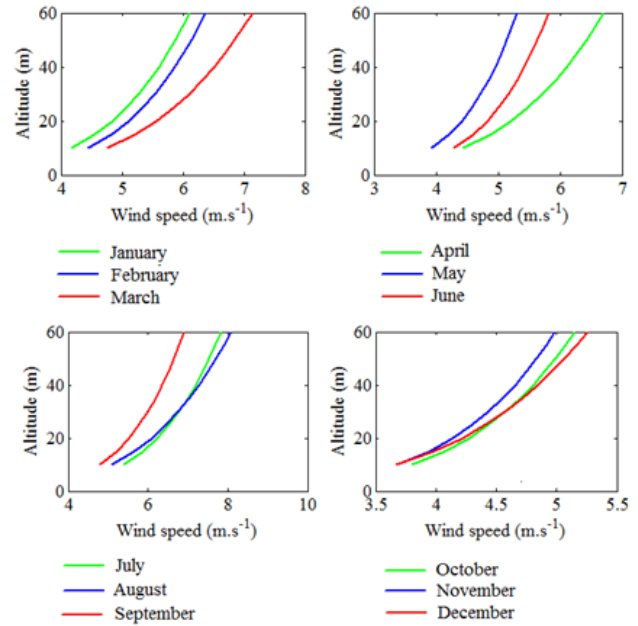 60
40
20
0
Altitude (m)
4 5 6 7 8
Wind speed (m.s-1)
January
February
March
60
40
20
0
Altitude (m)
3 4 5 6 7
Wind speed (m.s-1)
April
May
June
60
40
20
0
Altitude (m)
4 6 8 10
Wind speed (m.s-1)
July
August
September
60
40
20
0
Altitude (m)
3.5 4 4.5 5 5.5
Wind speed (m.s-1)
October
November
December